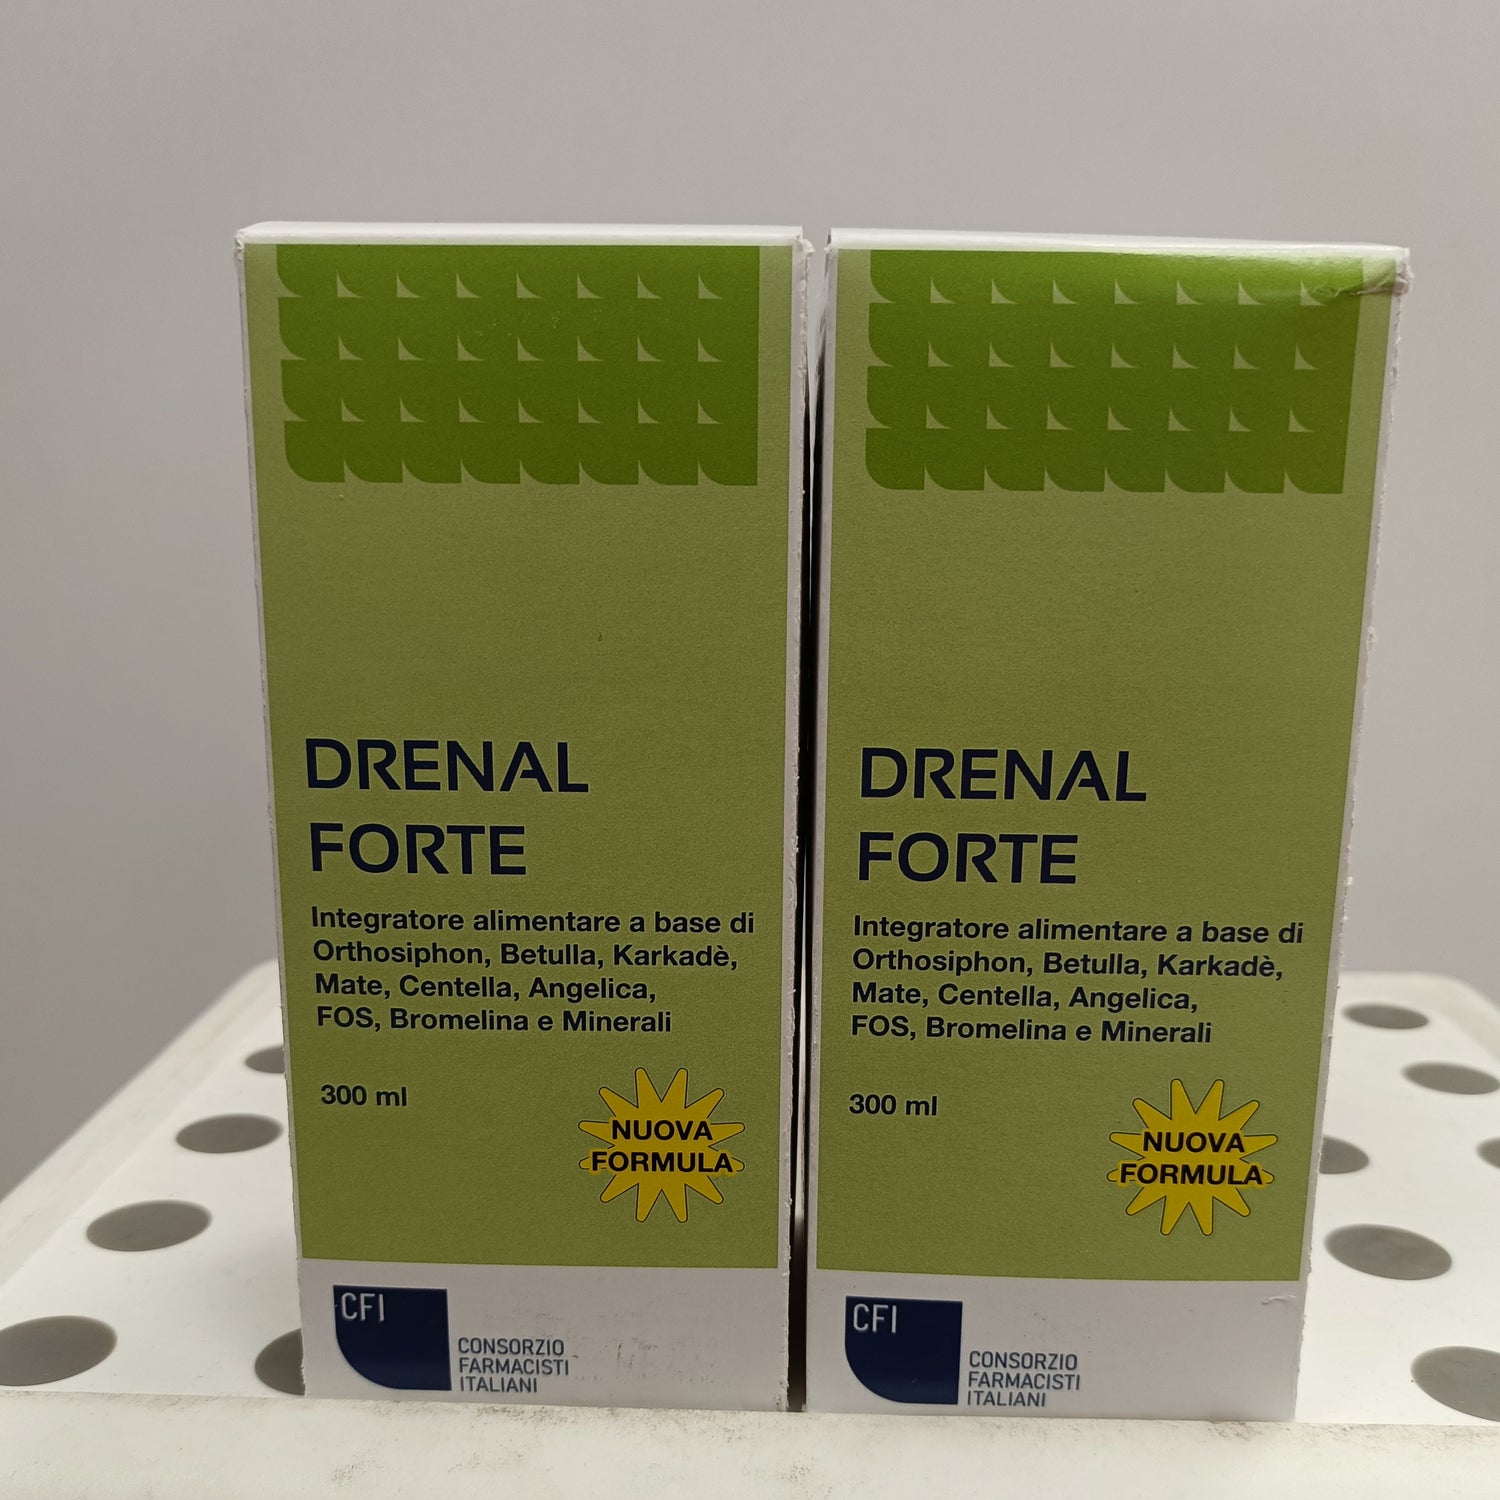 DRENAL
FORTE
Integratore alimentare a base di
Orthosiphon, Betulla, Karkadè,
Mate, Centella, Angelica,
FOS, Bromelina e Minerali
300 ml
NUOVA
FORMULA
CFI
CONSORZIO
FARMACISTI
ITALIANI
DRENAL
FORTE
Integratore alimentare a base di
Orthosiphon, Betulla, Karkadè,
Mate, Centella, Angelica,
FOS, Bromelina e Minerali
300 ml
NUOVA
FORMULA
CFI
CONSORZIO
FARMACISTI
ITALIANI